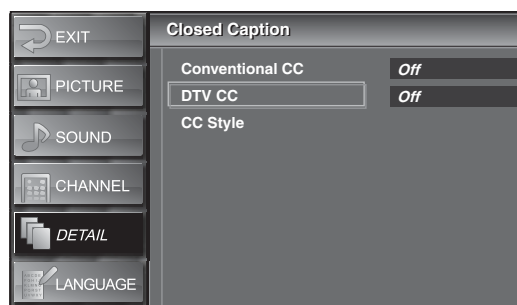 EXIT
PICTURE
SOUND
CHANNEL
DETAIL
LANGUAGE
Closed Caption
Conventional CC Off
DTV CC Off
CC Style